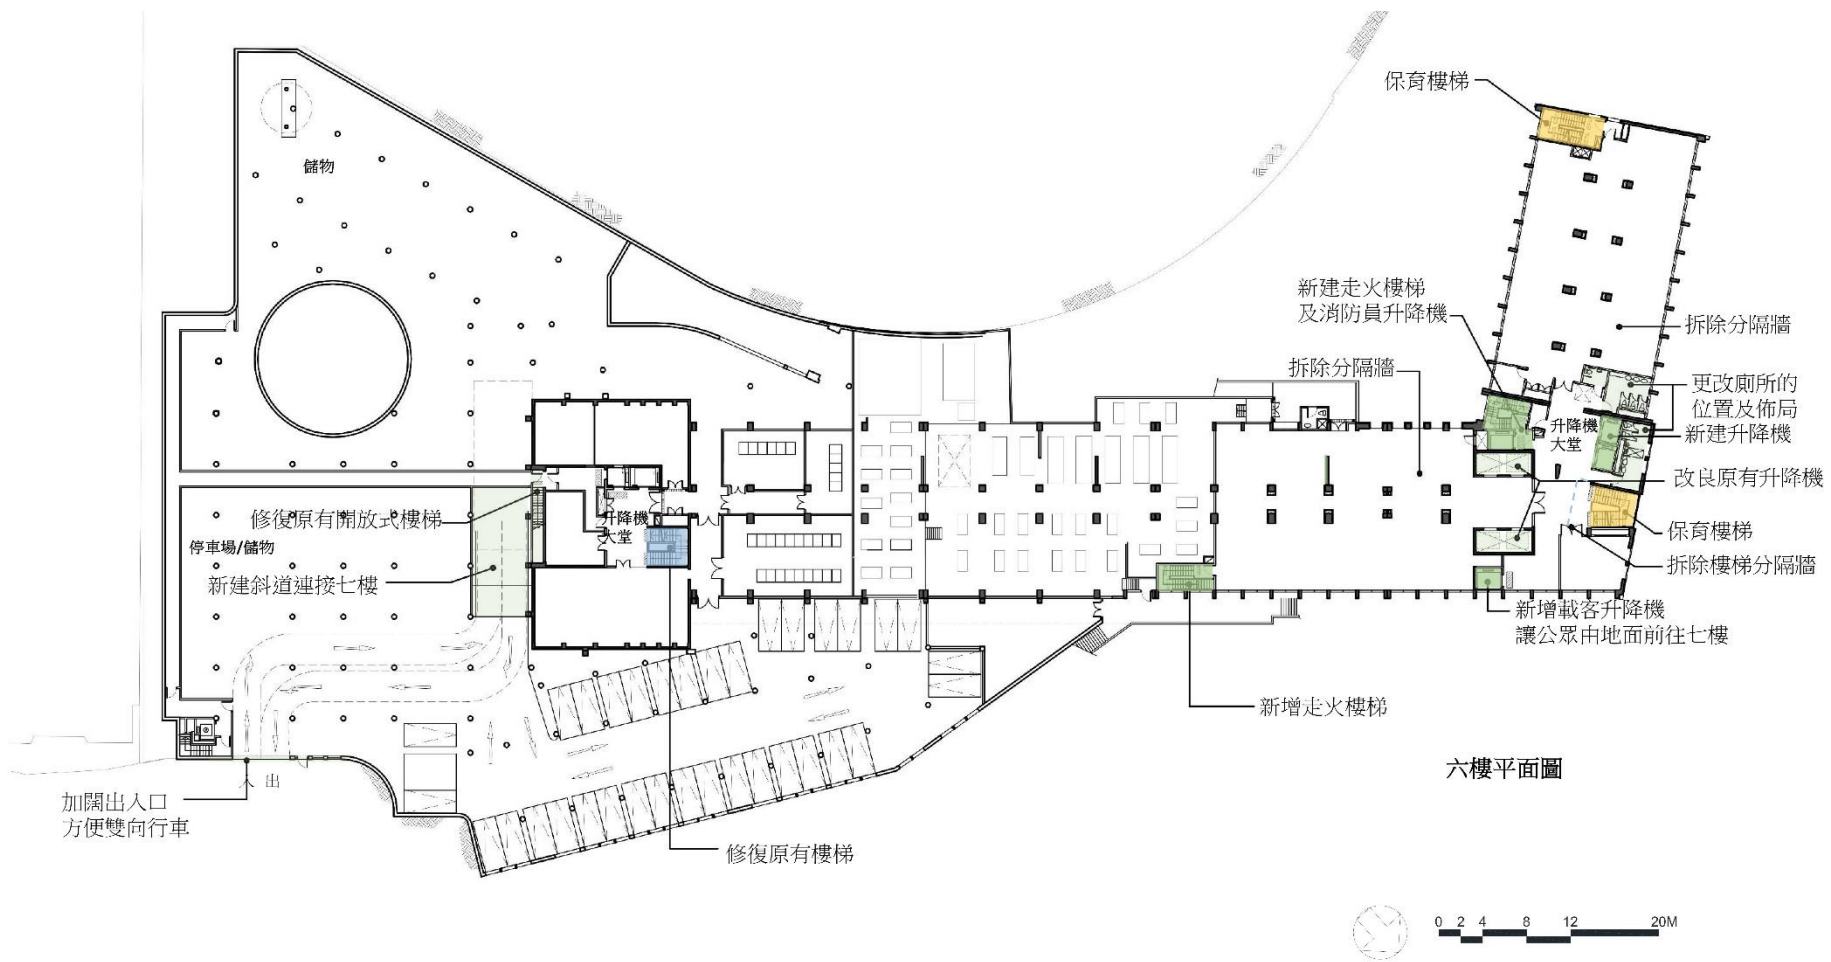 保育樓梯
儲物
新建走火樓梯
及消防員升降機
拆除分隔牆
拆除分隔牆
更改廁所的
位置及佈局
新建升降機
升降機
大堂
改良原有升降機
修復原有開放式樓梯
升降機
大堂
保育樓梯
停車場/儲物
拆除樓梯分隔牆
新建斜道連接七樓
新增載客升降機
讓公眾由地面前往七樓
新增走火樓梯
六樓平面圖
入 出
加闊出入口
方便雙向行車
修復原有樓梯
0 2 4 8 12 20M